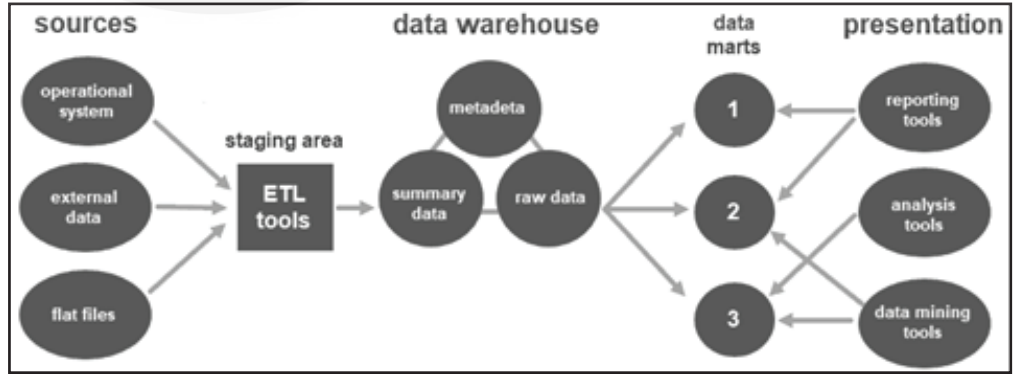 sources
data warehouse
data
marts
presentation
operational
system
external
data
flat files
staging area
ETL
tools
metadeta
summary
data
raw data
1
2
3
reporting
tools
analysis
tools
data mining
tools